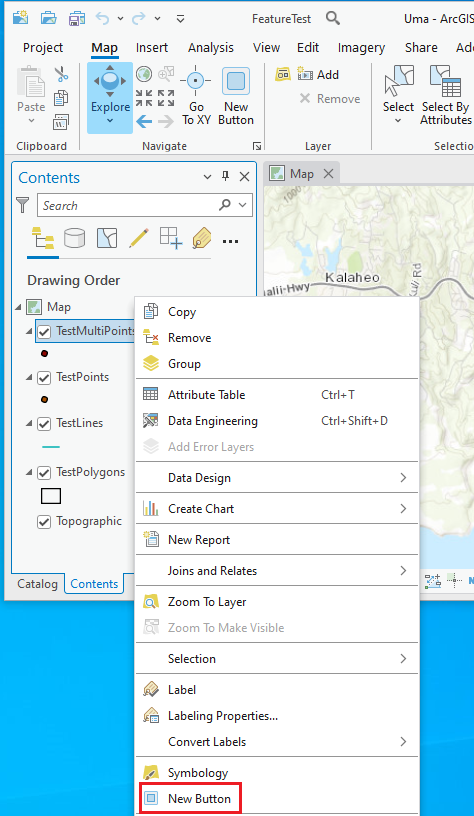 FeatureTest
Uma - ArcGIS
Project Map Insert Analysis View Edit Imagery Share
Paste
Clipboard
Explore
Go To XY
New Button
Navigate
Add
Remove
Layer
Select
Select By Attributes
Selectio
Contents
Search
Drawing Order
Map
TestMultiPoints
TestPoints
TestLines
TestPolygons
Topographic
Catalog Contents
Map
1000
Kalaheo
Rd
Copy
Remove
Group
Attribute Table Ctrl+T
Data Engineering Ctrl+Shift+D
Add Error Layers
Data Design
Create Chart
New Report
Joins and Relates
Zoom To Layer
Zoom To Make Visible
Selection
Label
Labeling Properties...
Convert Labels
Symbology
New Button